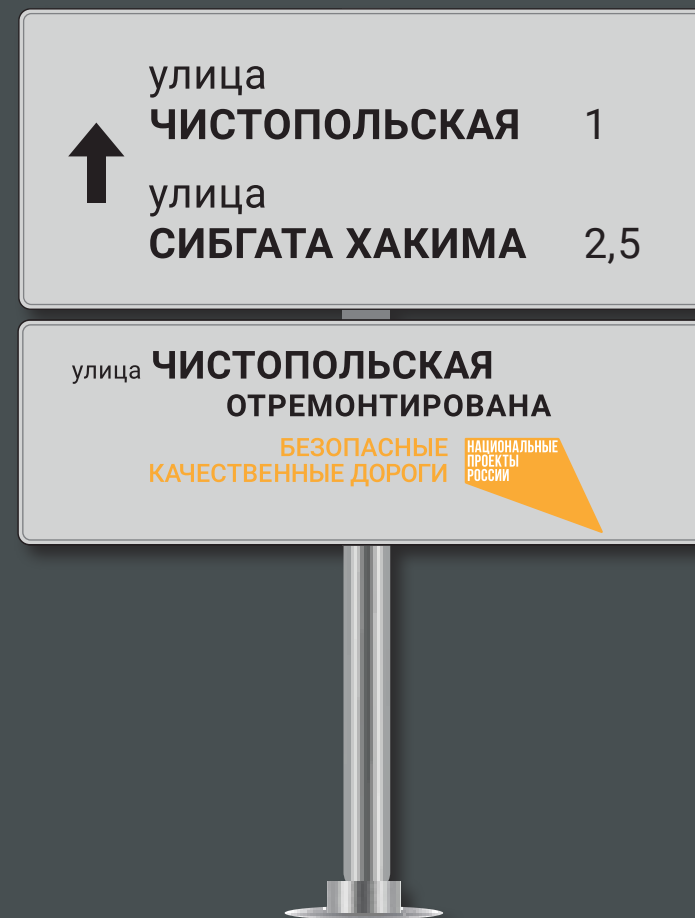 улица
ЧИСТОПОЛЬСКАЯ 1
улица
СИБГАТА ХАКИМА 2,5
улица ЧИСТОПОЛЬСКАЯ
ОТРЕМОНТИРОВАНА
БЕЗОПАСНЫЕ
КАЧЕСТВЕННЫЕ ДОРОГИ
НАЦИОНАЛЬНЫЕ
ПРОЕКТЫ
РОССИИ